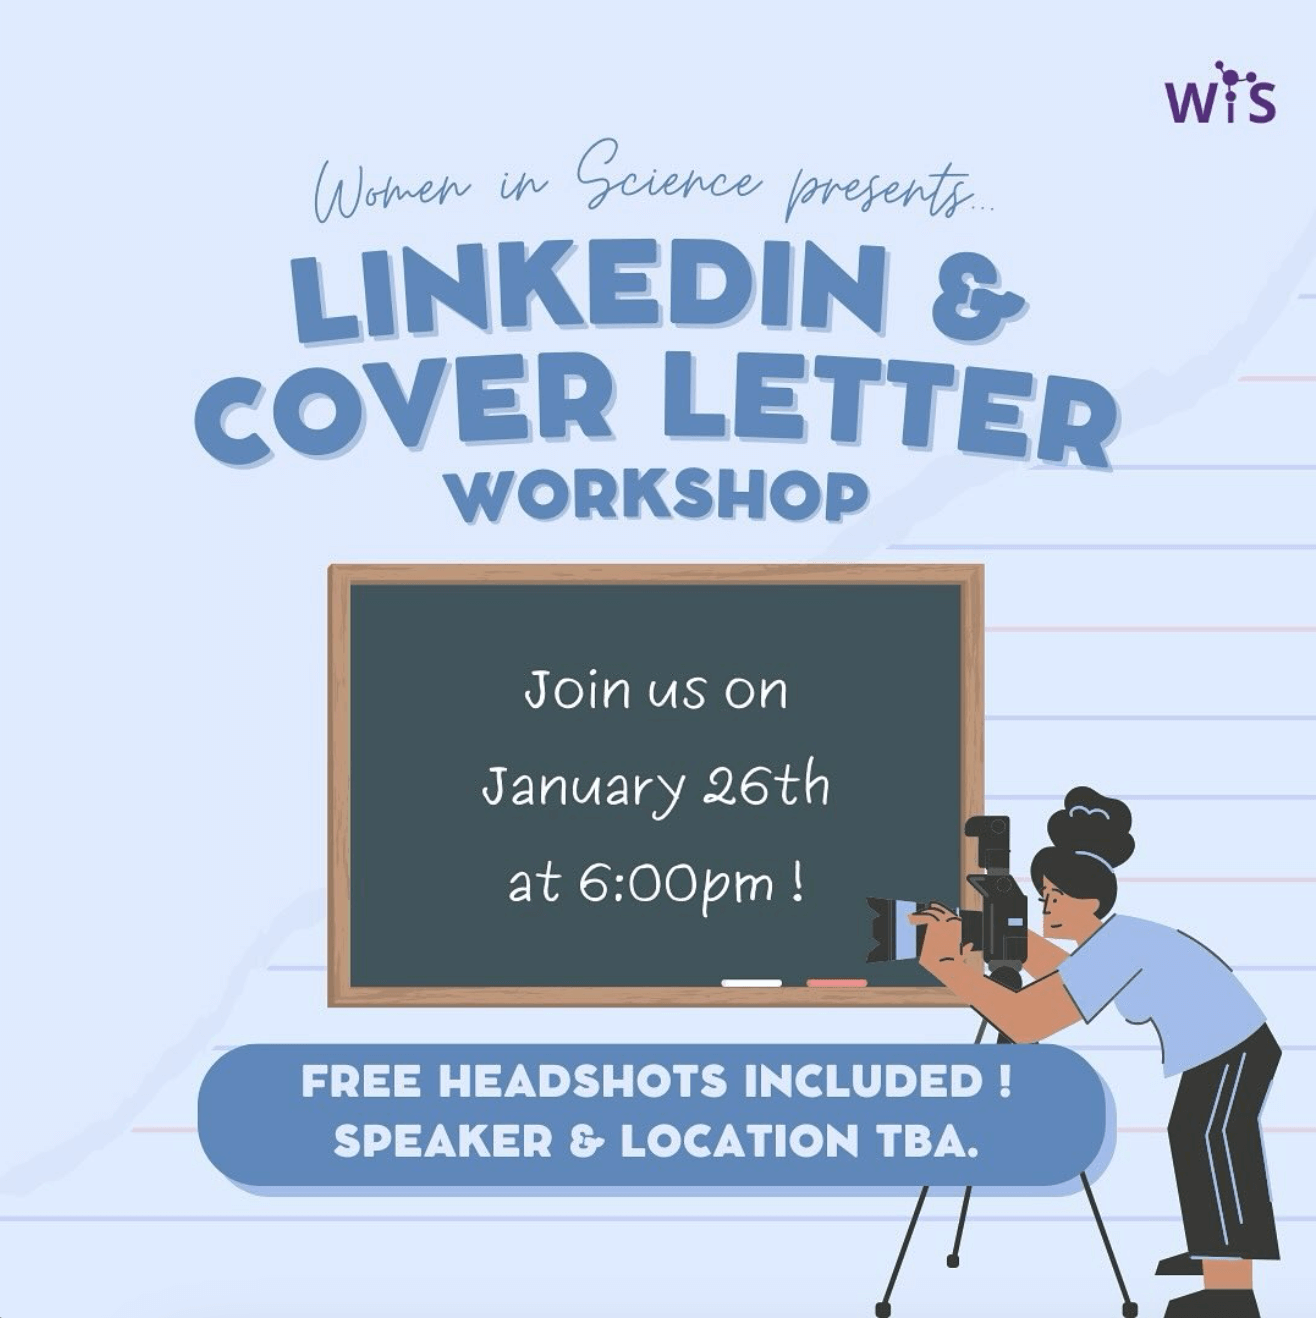 WiS
Women in Science presents...
LINKEDIN &
COVER LETTER
WORKSHOP
Join us on
January 26th
at 6:00pm !
FREE HEADSHOTS INCLUDED !
SPEAKER & LOCATION TBA.